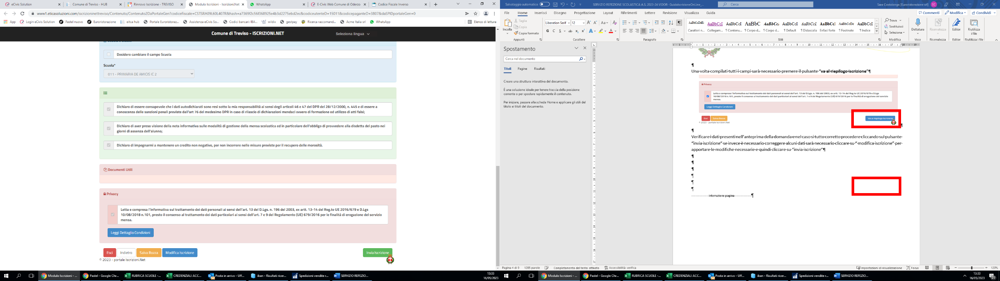 eCivis Solution
Comune di Treviso - HUB
Rinnovo Iscrizione - TREVISO
Modulo Iscrizioni - Iscrizioni.Net
WhatsApp
E-Civis Web Comune di Oderzo
Codice Fiscale Inverso
www1.eticasoluzioni.com/iscrizioninettreviso/Contenuto/Contenuto2DaPortaleGen?codiceFiscale=CSTSRA09L60L407R&hash=a7369f2c56f368925e4b3d2275ebd2ec&codiceutenteD=15011&codicepaganteD=3807&daSPIDportaleGen=0
App
Login eCivis Solution
Pastel nuovo
Euroristorazione
eitca hub
Portale Euroristoraz...
Assistenza eCivis So...
Codici bancari: IBA...
wildix
gestpay
Ricerca raccomand...
Acme Italia srl
WhatsApp
Elenco di lettura
Comune di Treviso - ISCRIZIONI.NET
Seleziona lingua
Desidero cambiare il campo Scuola
Scuola*
011 - PRIMARIA DE AMICIS IC 2
Dichiaro di essere consapevole che i dati autodichiarati sono resi sotto la mia responsabilità ai sensi degli articoli 46 e 47 del DPR del 28/12/2000, n. 445 e di essere a
conoscenza delle sanzioni penali previste dall'art 76 del medesimo DPR in caso di rilascio di dichiarazioni mendaci ovvero di formazione od utilizzo di atti falsi;
Dichiaro di aver preso visione della nota informativa sulle modalità di gestione della mensa scolastica ed in particolare dell'obbligo di provvedere alla disdetta del pasto nei
giorni di assenza dell'alunno;
Dichiaro di impegnarmi a mantenere un credito non negativo, per non incorrere nelle misure previste per il recupero delle morosità.
Documenti Utili
Privacy
Letta e compresa l'informativa sul trattamento dei dati personali ai sensi dell'art. 13 del D.Lgs. n. 196 del 2003, ex artt. 13-14 del Reg.to UE 2016/679 e D.Lgs
10/08/2018 n.101, presto il consenso al trattamento dei dati particolari ai sensi dell'art. 7 e 9 del Regolamento (UE) 679/2016 per le finalità di erogazione del servizio
mensa.
Leggi Dettaglio Condizioni
Esci
Indietro
Salva Bozza
Modifica Iscrizione
Invia Iscrizione
© 2023 - portale Iscrizioni.Net
Modulo Iscrizioni - ...
Pastel - Google Chr...
RUBRICA SCUOLE -...
CREDENZIALI ACC...
Posta in arrivo - Uff...
iban - Risultati ricer...
Spedizioni vendite r...
SERVIZIO REFEZIO...
13:33
16/05/2023
Salvataggio automatico
SERVIZIO REFEZIONE SCOLASTICA A.S. 2023-24 VIDOR- GuidaIscrizioneOnLine_...
Cerca
Sara Costalonga [Euroristorazione srl]
SC
File
Home
Inserisci
Disegno
Progettazione
Layout
Riferimenti
Lettere
Revisione
Visualizza
Guida
Commenti
Modifica
Condividi
Incolla
Taglia
Copia
Copia formato
Appunti
Liberation Serif
12
Carattere
Paragrafo
Caratteri n...
Collegam...
¶ Contenu...
¶ Corpo d...
¶ Corpo d...
¶ Default
¶ Didascalia
Enfasi forte
¶ Footnote
¶ Indice
Stili
Trova
Sostituisci
Seleziona
Modifica
Dettatura
Voce
Riservatezza
Riservatezza
Editor
Editor
Riutilizza
i file
Riutilizza i file
Spostamento
Cerca nel documento
Titoli
Pagine
Risultati
Creare una struttura interattiva del documento.
È una soluzione ideale per tenere traccia della posizione
corrente o per spostare rapidamente il contenuto.
Per iniziare, passare alla scheda Home e applicare gli stili del
titolo ai titoli del documento.
Una·volta·compilati·tutti·i·campi·sarà·necessario·premere·il·pulsante·"va·al·riepilogo·iscrizione"¶
Privacy
Letta e compresa l'informativa sul trattamento dei dati personali ai sensi dell'art. 13 del D.Lgs. n. 196 del 2003, ex artt. 13-14 del Reg.to UE 2016/679 e D.Lgs
10/08/2018 n.101, presto il consenso al trattamento dei dati particolari ai sensi dell'art. 7 e 9 del Regolamento (UE) 679/2016 per le finalità di erogazione del servizio
mensa.
Leggi Dettaglio Condizioni
Esci
Salva Bozza
Vai al riepilogo Iscrizione
© 2023 - portale Iscrizioni.Net
Verificare·i·dati·presenti·nell'anteprima·della·domanda·e·nel·caso·si·tutto·corretto·procedere·cliccando·sul·pulsante·
"invia·iscrizione"·se·invece·è·necessario·correggere·alcuni·dati·sarà·necessario·cliccare·su·"·modifica·iscrizione"·per·
apportare·le·modifiche·necessarie·e·quindi·cliccare·su·"invia·iscrizione"¶
interruzione pagina
Pagina 4 di 9
1285 parole
Completamento del testo: attivato
Accessibilità: verifica
Impostazioni di visualizzazione
Focus
120%
Modulo Iscrizioni - ...
Pastel - Google Chr...
RUBRICA SCUOLE -...
CREDENZIALI ACC...
Posta in arrivo - Uff...
iban - Risultati ricer...
Spedizioni vendite r...
SERVIZIO REFEZIO...
13:33
16/05/2023